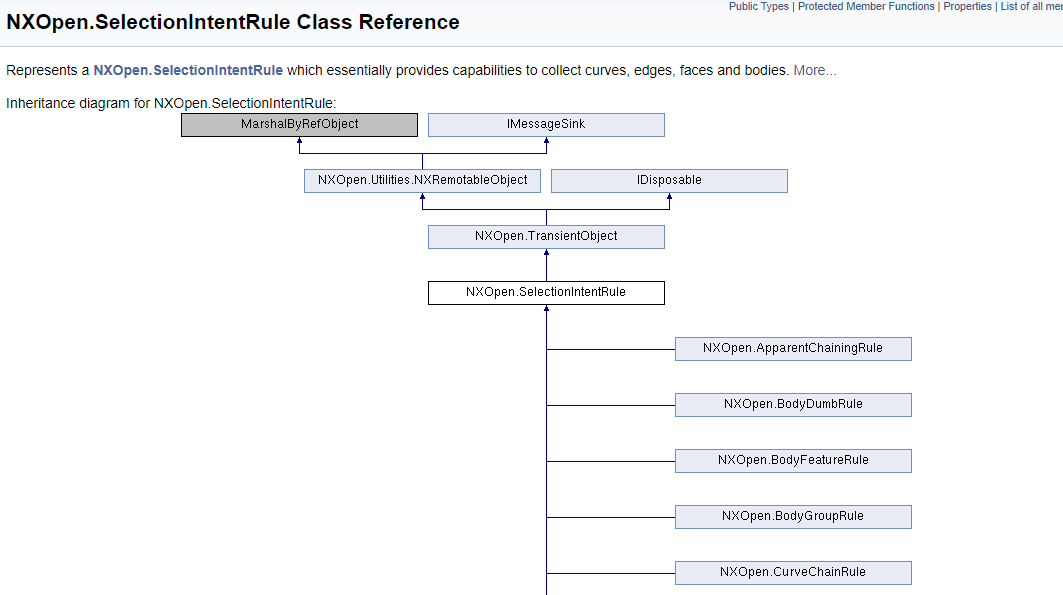 Public Types | Protected Member Functions | Properties | List of all mem
NXOpen.SelectionIntentRule Class Reference
Represents a NXOpen.SelectionIntentRule which essentially provides capabilities to collect curves, edges, faces and bodies. More...
Inheritance diagram for NXOpen.SelectionIntentRule:
MarshalByRefObject
IMessageSink
NXOpen.Utilities.NXRemotableObject
IDisposable
NXOpen.TransientObject
NXOpen.SelectionIntentRule
NXOpen.ApparentChainingRule
NXOpen.BodyDumbRule
NXOpen.BodyFeatureRule
NXOpen.BodyGroupRule
NXOpen.CurveChainRule